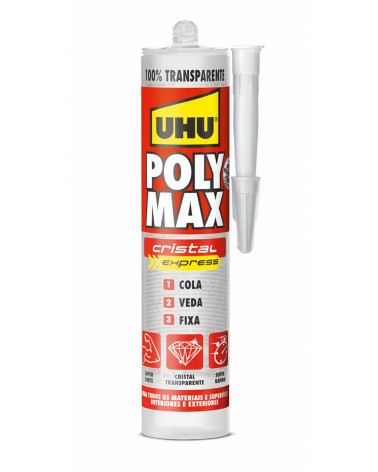 100% TRANSPARENTE
UHU
POLY
MAX
cristal
express
1 COLA
2 VEDA
3 FIXA
SUPER
FORTE
CRISTAL
TRANSPARENTE
SUPER
RÁPIDO
PARA TODOS OS MATERIAIS E SUPERFÍCIES
INTERIORES E EXTERIORES